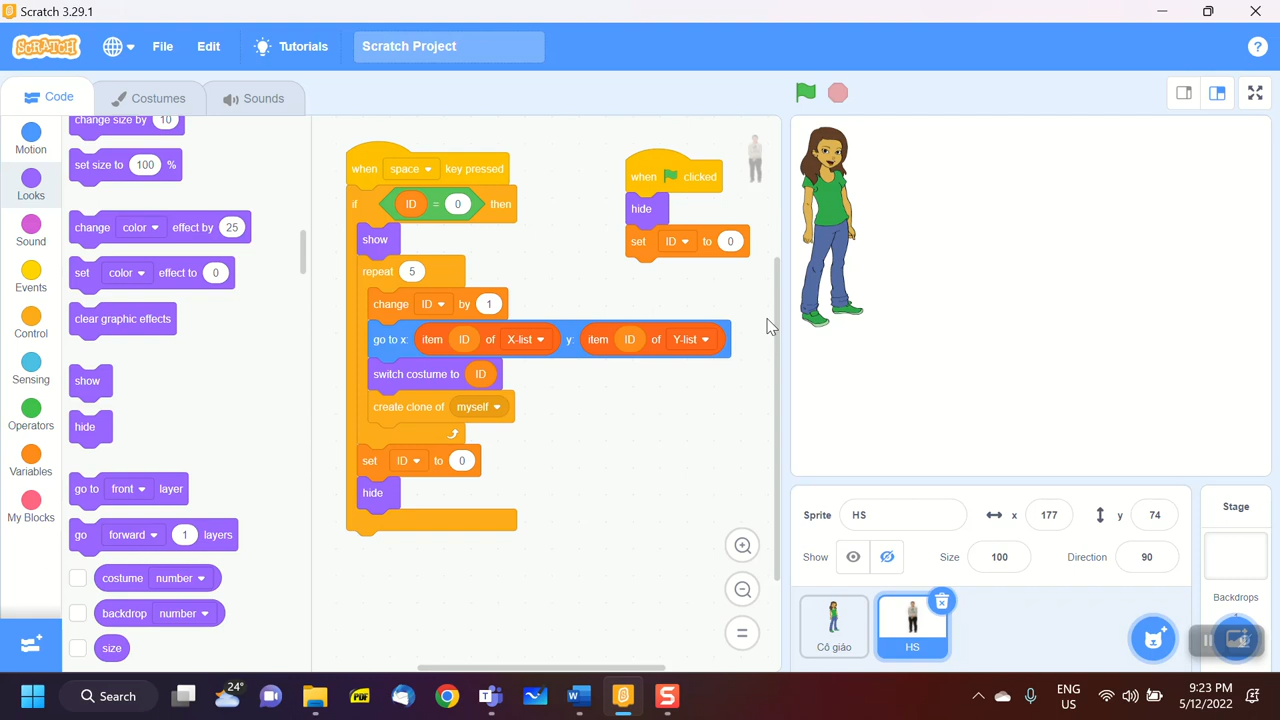 Scratch 3.29.1
SCRATCH File Edit Tutorials Scratch Project ?
Code Costumes Sounds
Motion
Looks
Sound
Events
Control
Sensing
Operators
Variables
My Blocks
change size by 10
set size to 100 %
change color effect by 25
set color effect to 0
clear graphic effects
show
hide
go to front layer
go forward 1 layers
costume number
backdrop number
size
when space key pressed
if ID = 0 then
show
repeat 5
change ID by 1
go to x: item ID of X-list y: item ID of Y-list
switch costume to ID
create clone of myself
set ID to 0
hide
when clicked
hide
set ID to 0
Sprite HS x 177 y 74
Show Size 100 Direction 90
Cô giáo
HS
Stage
Backdrops
Search
24°
PDF
ENG
US
9:23 PM
5/12/2022